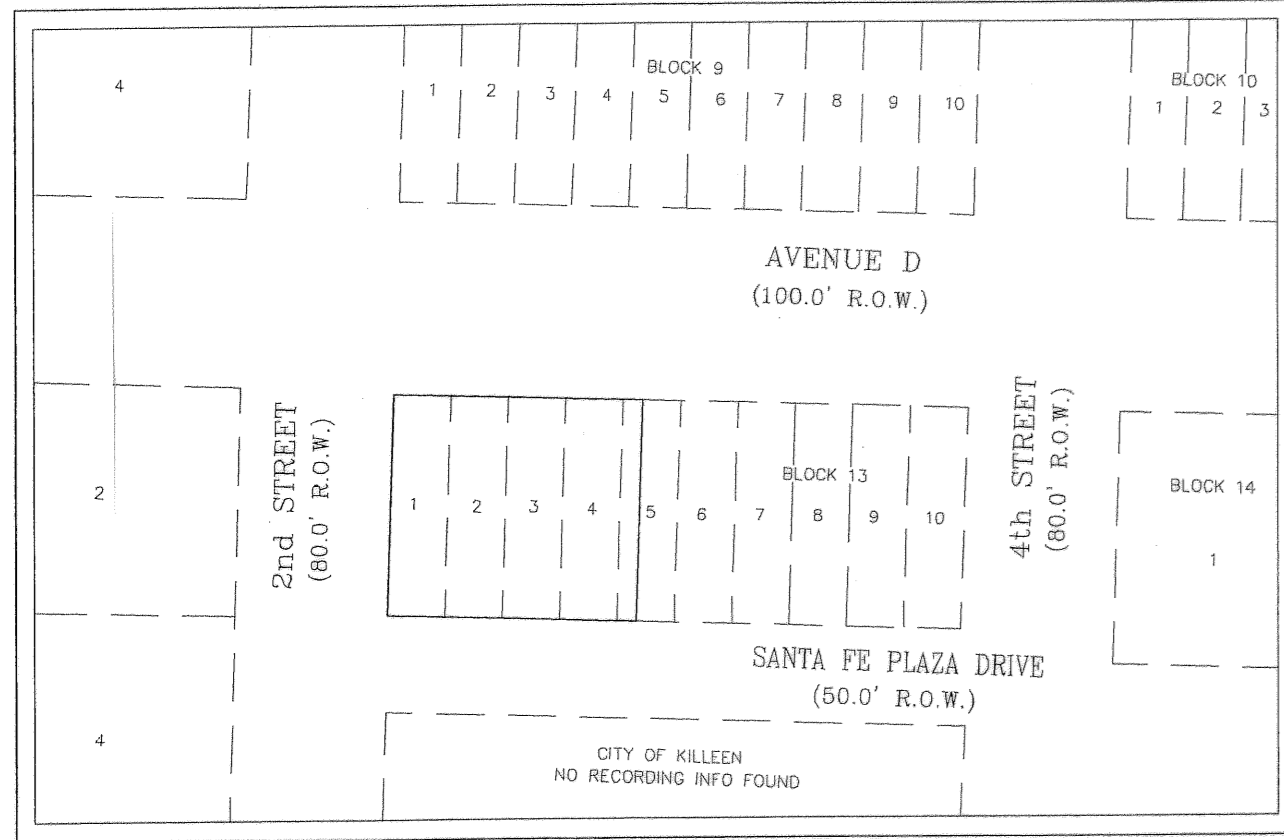 4
BLOCK 9
1 2 3 4 5 6 7 8 9 10
BLOCK 10
1 2 3
AVENUE D
(100.0' R.O.W.)
2
2nd STREET
(80.0' R.O.W.)
BLOCK 13
1 2 3 4 5 6 7 8 9 10
4th STREET
(80.0' R.O.W.)
BLOCK 14
1
SANTA FE PLAZA DRIVE
(50.0' R.O.W.)
4
CITY OF KILLEEN
NO RECORDING INFO FOUND